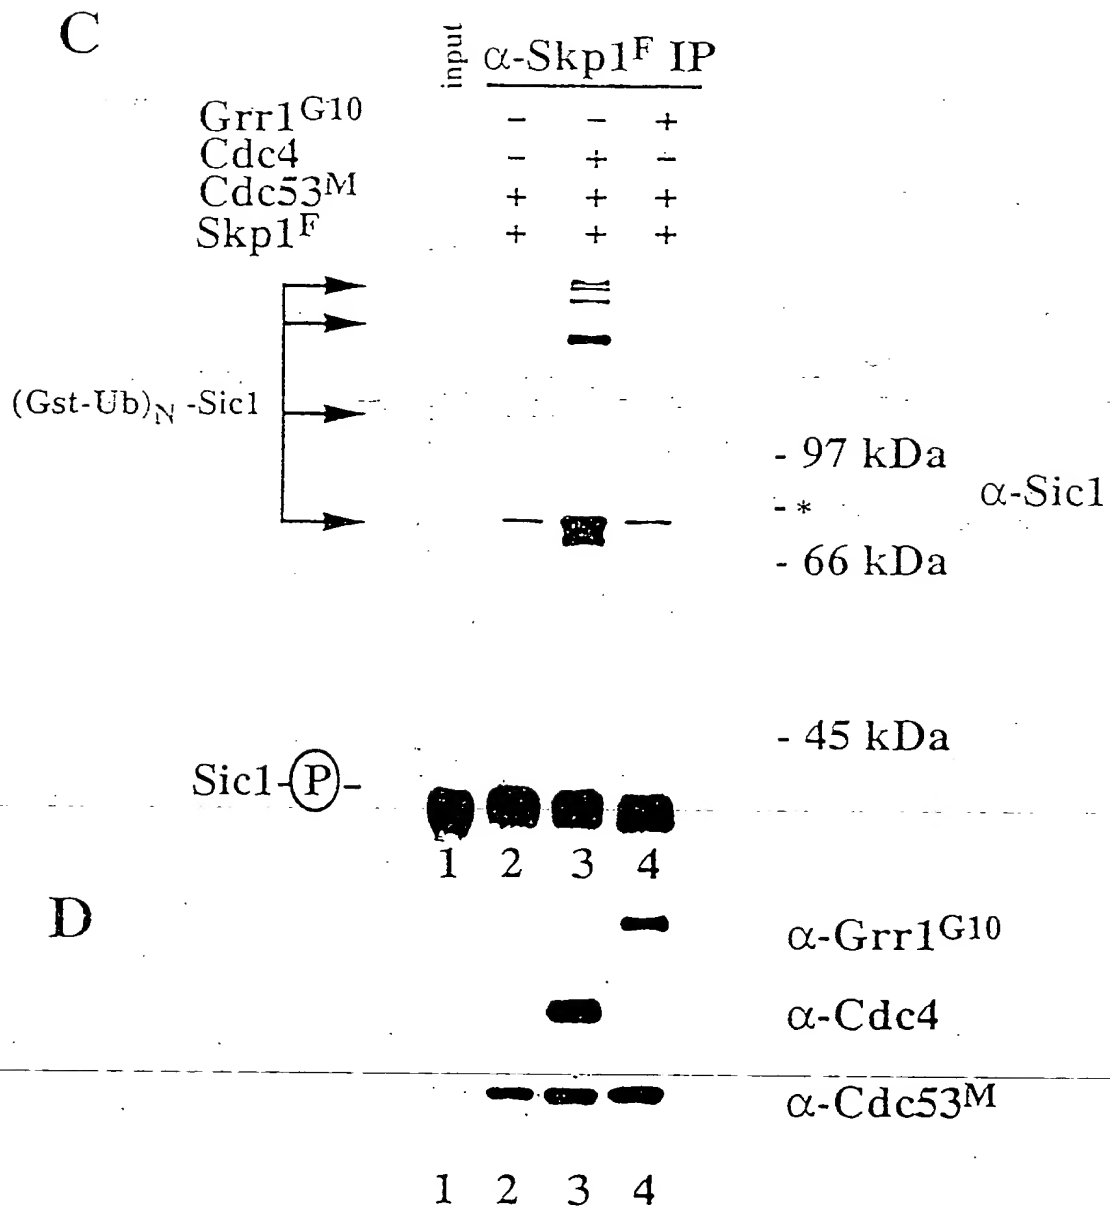 C
input α-Skp1F IP
Grr1G10 - - +
Cdc4 - + -
Cdc53M + + +
Skp1F + + +
(Gst-Ub)N -Sic1
- 97 kDa
α-Sic1
- *
- 66 kDa
- 45 kDa
Sic1-P-
1 2 3 4
D
α-Grr1G10
α-Cdc4
α-Cdc53M
1 2 3 4